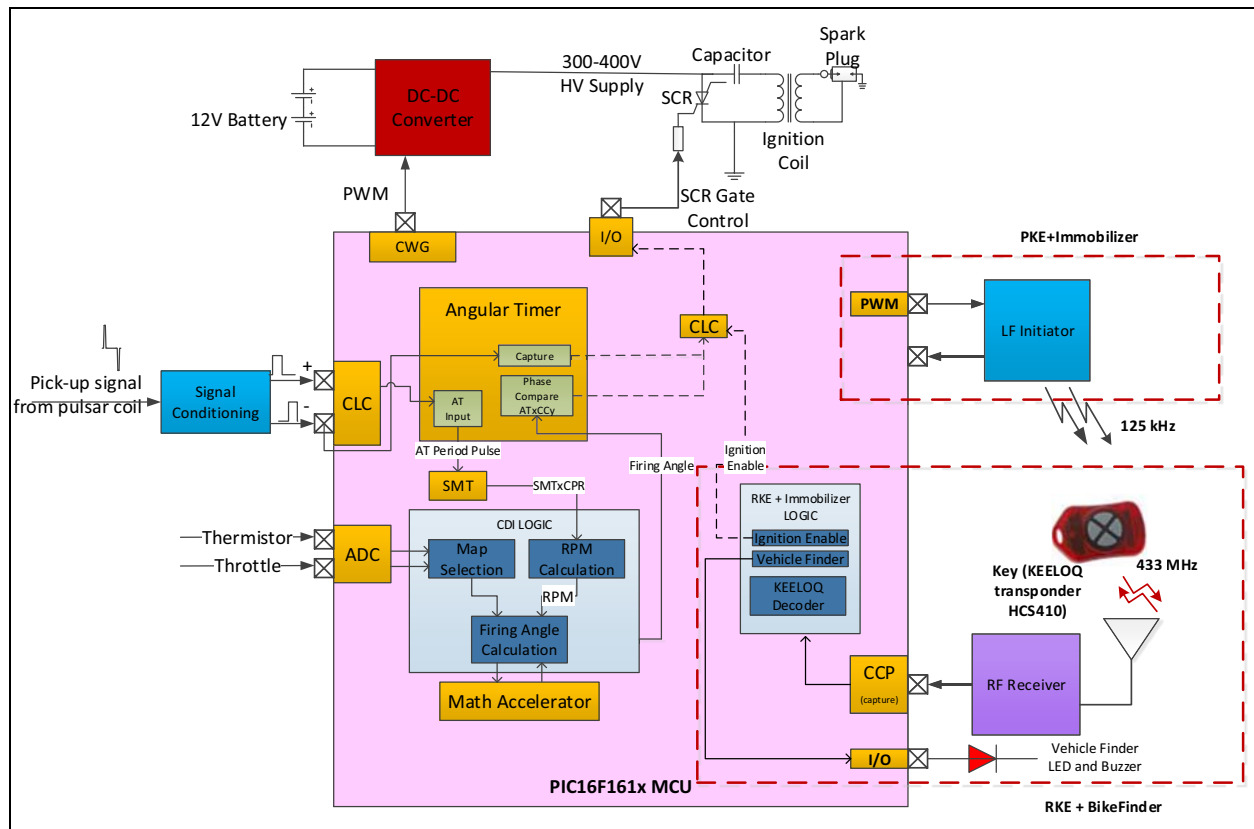 Spark
Plug
Capacitor
300-400V
HV Supply
DC-DC
Converter
SCR
12V Battery
+
-
+
-
Ignition
Coil
PWM
SCR Gate
Control
I/O
CWG
PKE+Immobilizer
Angular Timer
PWM
LF Initiator
CLC
Capture
Pick-up signal
from pulsar coil
Signal
Conditioning
+
-
CLC
AT
Input
Phase
Compare
ATxCCy
125 kHz
AT Period Pulse
Firing Angle
Ignition
Enable
SMT
SMTxCPR
RKE + Immobilizer
LOGIC
CDI LOGIC
Thermistor
Throttle
ADC
Map
Selection
RPM
Calculation
Ignition Enable
Vehicle Finder
KEELOQ
Decoder
433 MHz
Key (KEELOQ
transponder
HCS410)
RPM
Firing Angle
Calculation
CCP
(capture)
RF Receiver
Math Accelerator
I/O
Vehicle Finder
LED and Buzzer
PIC16F161x MCU
RKE + BikeFinder